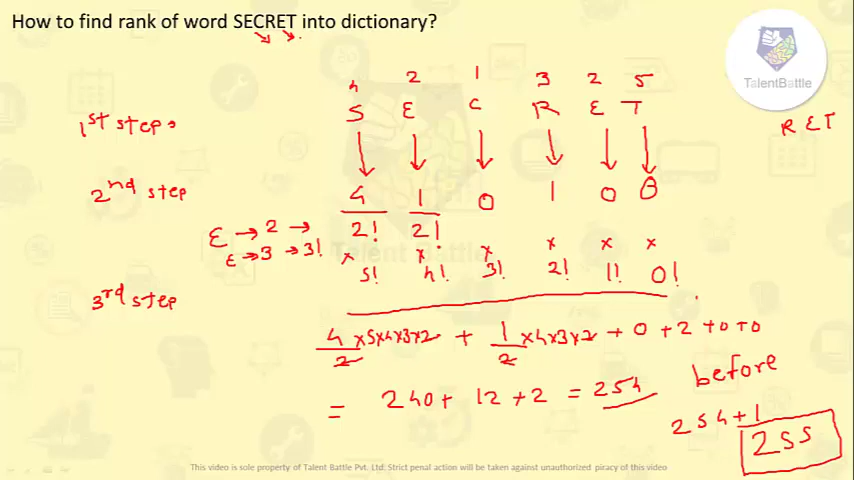 How to find rank of word SECRET into dictionary?
TalentBattle
4 2 1 3 2 5
1st step S E C R E T
RET
2nd step 4 1 0 1 0 0
2! 2!
E → 2 →
E → 3 → 3!
x x x x x x
5! 4! 3! 2! 1! 0!
Talent Battle
3rd step
4/2 x5x4x3x2 + 1/2 x4x3x2 + 0 + 2 + 0 + 0
= 240 + 12 + 2 = 254
before
254+1
255
This video is sole property of Talent Battle Pvt. Ltd. Strict penal action will be taken against unauthorized piracy of this video